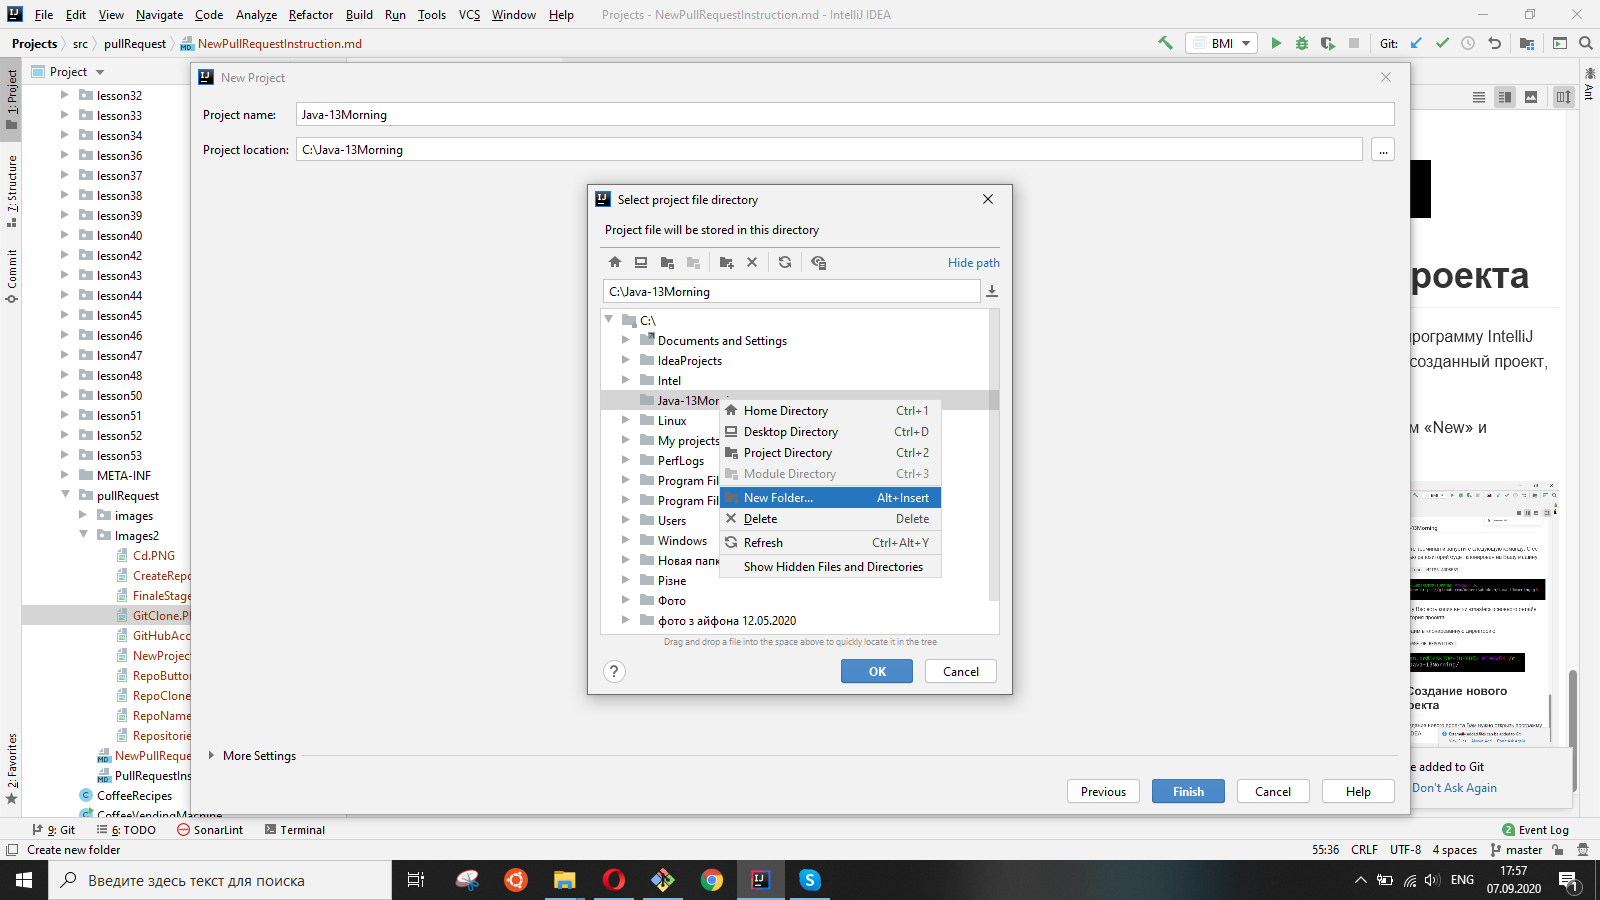 File Edit View Navigate Code Analyze Refactor Build Run Tools VCS Window Help Projects - NewPullRequestInstruction.md - IntelliJ IDEA
Projects src pullRequest NewPullRequestInstruction.md BMI Git:
Project
1: Project
7: Structure
Commit
2: Favorites
Ant
lesson32
lesson33
lesson34
lesson36
lesson37
lesson38
lesson39
lesson40
lesson42
lesson43
lesson44
lesson45
lesson46
lesson47
lesson48
lesson50
lesson51
lesson52
lesson53
META-INF
pullRequest
images
Images2
Cd.PNG
CreateRepo
FinaleStage
GitClone.P
GitHubAcc
NewProject
RepoButton
RepoClone
RepoName
Repositorie
NewPullReque
PullRequestIns
CoffeeRecipes
CoffeeVendingMachine
New Project
Project name: Java-13Morning
Project location: C:\Java-13Morning ...
Select project file directory
Project file will be stored in this directory
Hide path
C:\Java-13Morning
C:\
Documents and Settings
IdeaProjects
Intel
Java-13Morni
Linux
My projects
PerfLogs
Program Fil
Program Fil
Users
Windows
Новая папк
Різне
Фото
фото з айфона 12.05.2020
Home Directory Ctrl+1
Desktop Directory Ctrl+D
Project Directory Ctrl+2
Module Directory Ctrl+3
New Folder... Alt+Insert
Delete Delete
Refresh Ctrl+Alt+Y
Show Hidden Files and Directories
Drag and drop a file into the space above to quickly locate it in the tree
? OK Cancel
More Settings
Previous Finish Cancel Help
роекта
рограмму IntelliJ
созданный проект,
м «New» и
Создание нового
оекта
e added to Git
Don't Ask Again
9: Git 6: TODO SonarLint Terminal 2 Event Log
Create new folder 55:36 CRLF UTF-8 4 spaces master
Введите здесь текст для поиска ENG 17:57
07.09.2020 1